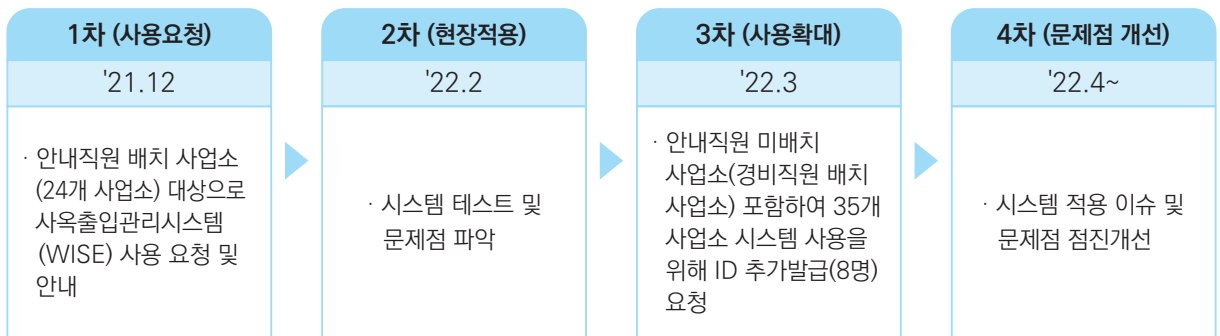 1차 (사용요청)
'21.12
· 안내직원 배치 사업소
(24개 사업소) 대상으로
사옥출입관리시스템
(WISE) 사용 요청 및
안내
2차 (현장적용)
'22.2
· 시스템 테스트 및
문제점 파악
3차 (사용확대)
'22.3
· 안내직원 미배치
사업소(경비직원 배치
사업소) 포함하여 35개
사업소 시스템 사용을
위해 ID 추가발급(8명)
요청
4차 (문제점 개선)
'22.4~
· 시스템 적용 이슈 및
문제점 점진개선